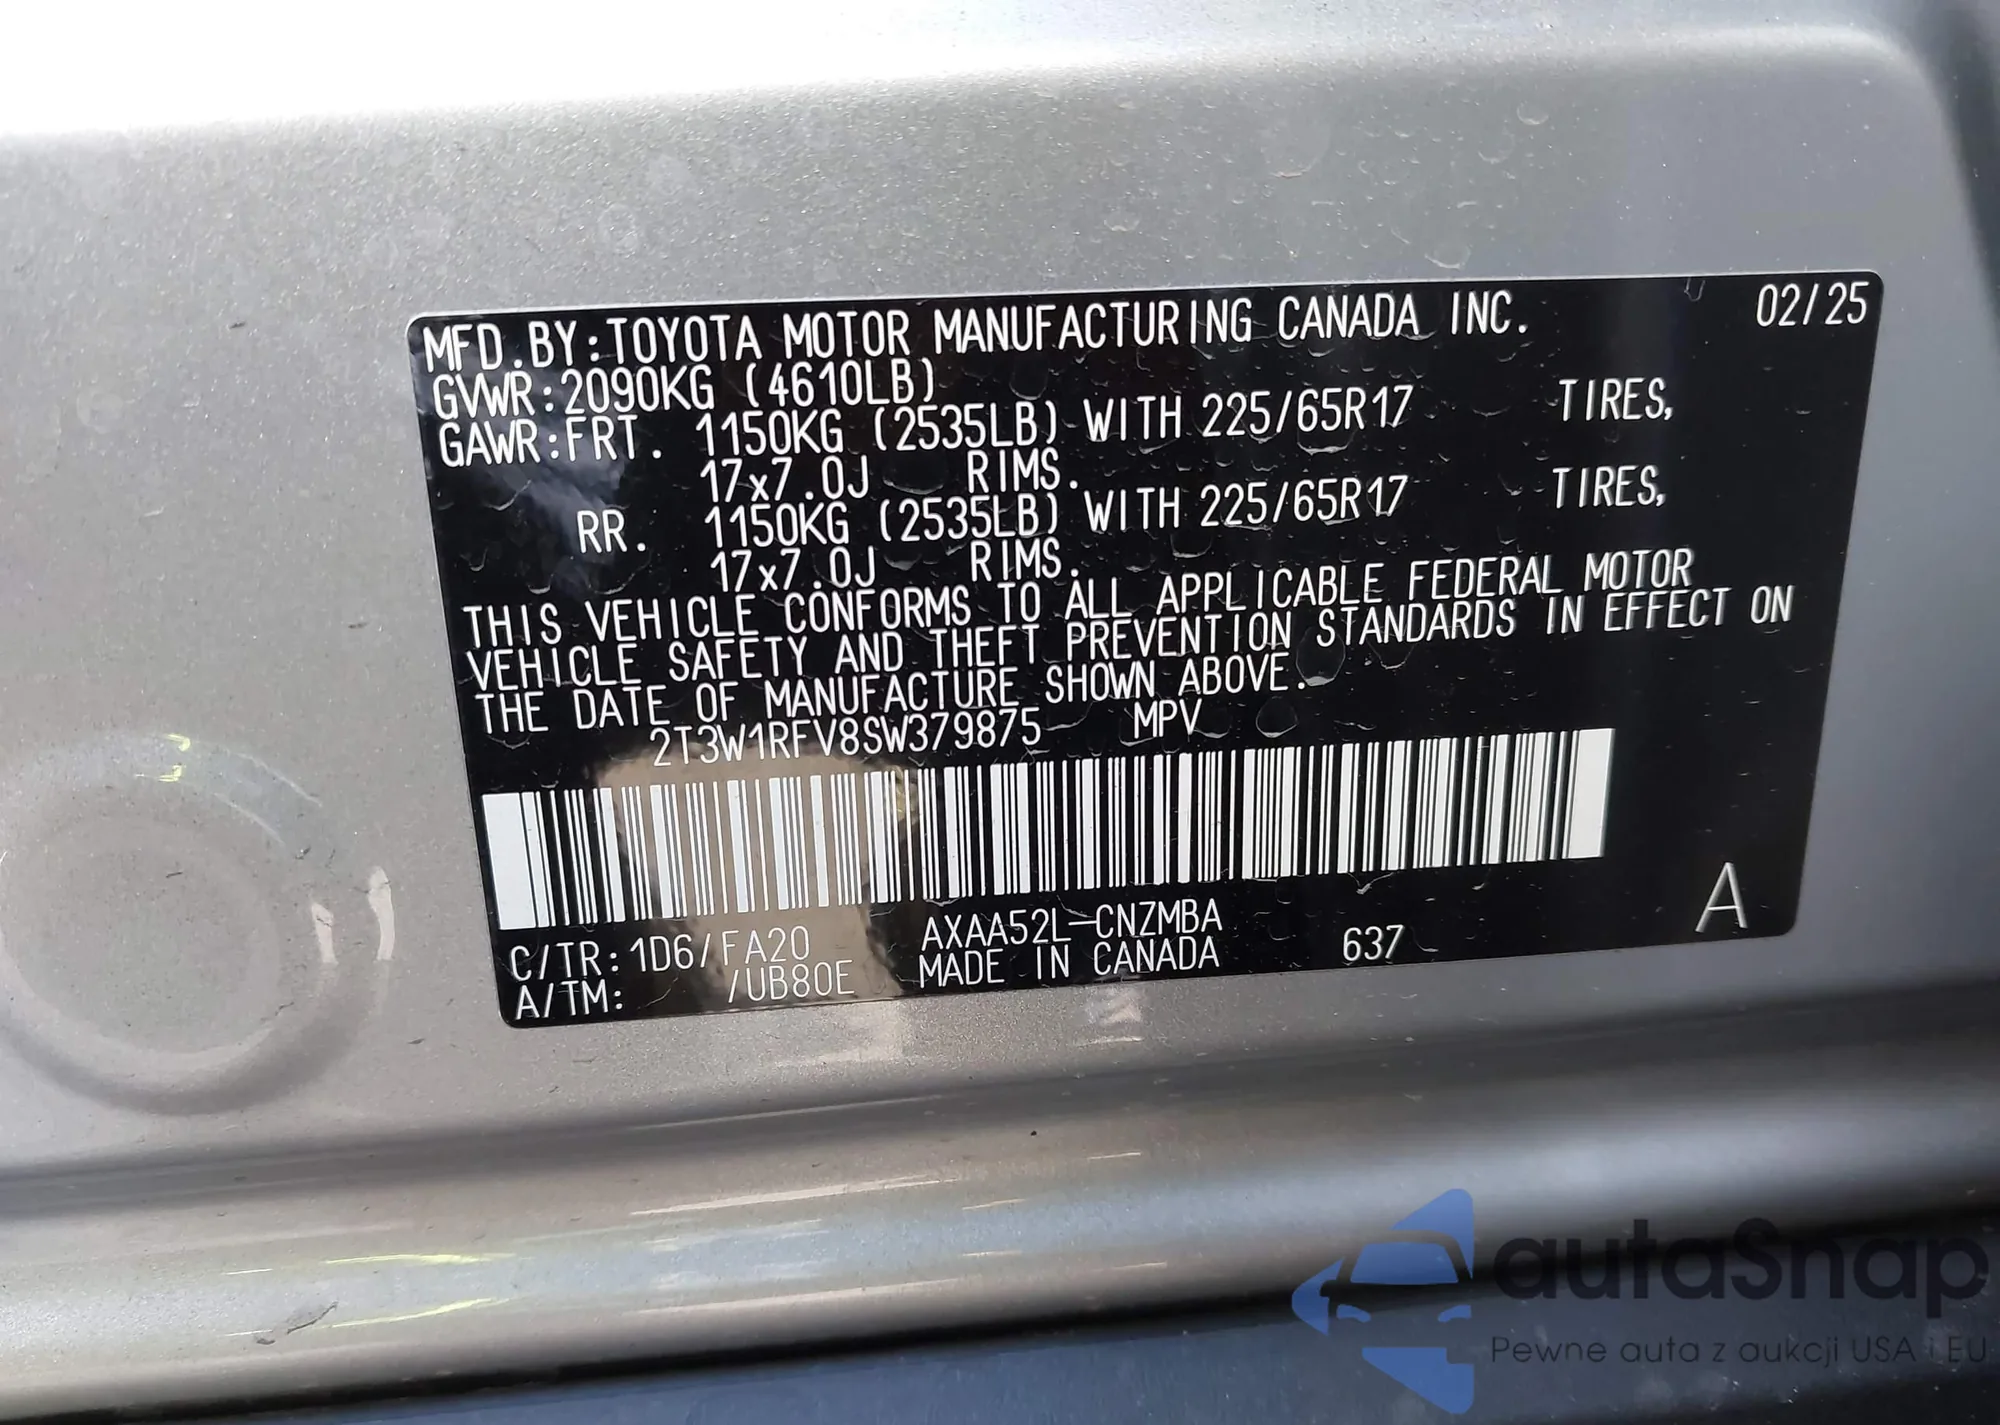 MFD.BY:TOYOTA MOTOR MANUFACTURING CANADA INC. 02/25
GVWR:2090KG (4610LB)
GAWR:FRT. 1150KG (2535LB) WITH 225/65R17 TIRES,
17x7.0J RIMS.
RR. 1150KG (2535LB) WITH 225/65R17 TIRES,
17x7.0J RIMS.
THIS VEHICLE CONFORMS TO ALL APPLICABLE FEDERAL MOTOR
VEHICLE SAFETY AND THEFT PREVENTION STANDARDS IN EFFECT ON
THE DATE OF MANUFACTURE SHOWN ABOVE.
2T3W1RFV8SW379875 MPV
C/TR:1D6/FA20 AXAA52L-CNZMBA A
A/TM: /UB80E MADE IN CANADA 637
autoSnap
Pewne auta z aukcji USA i EU